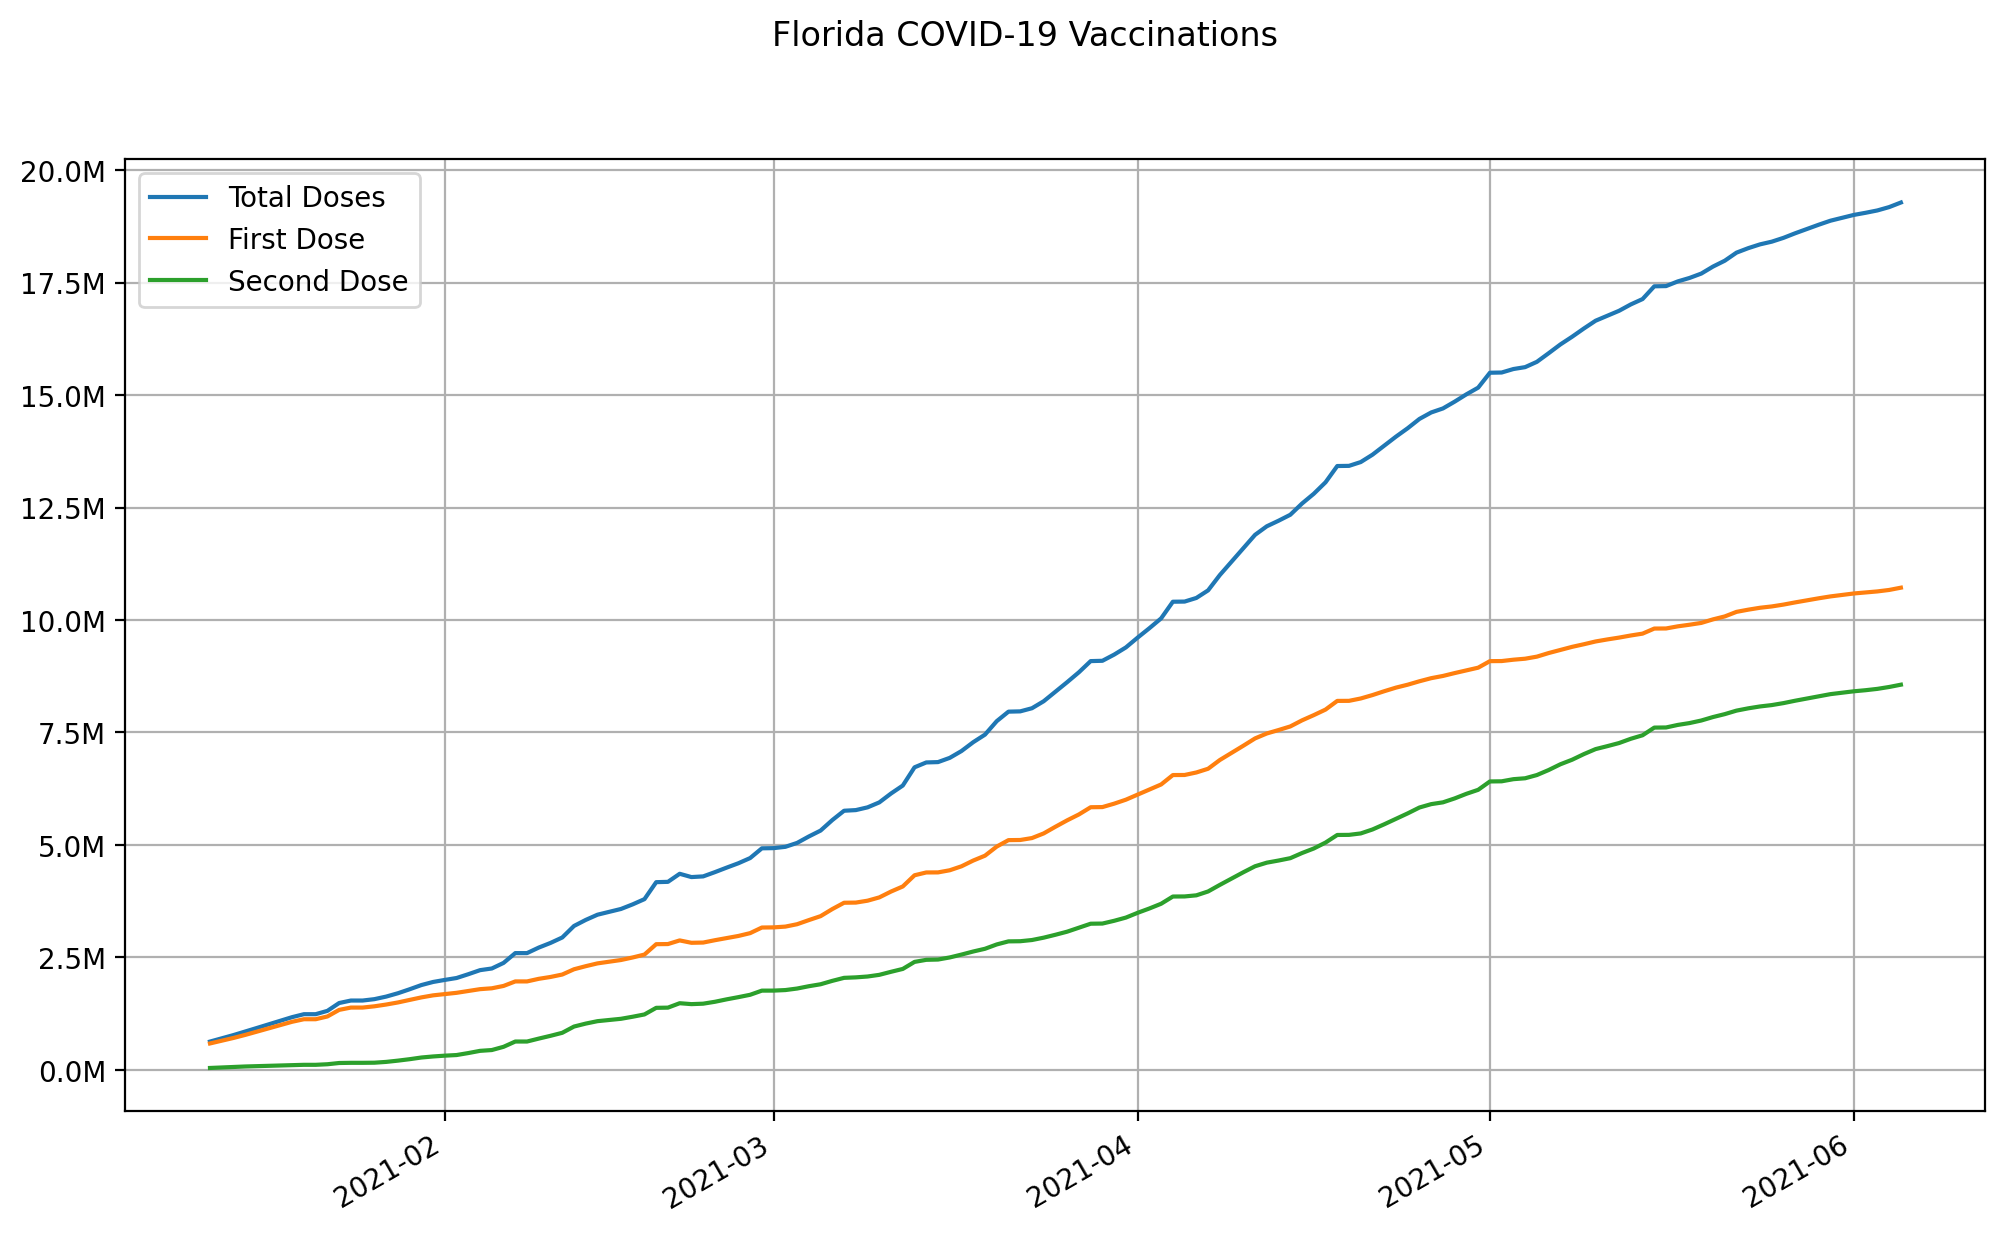 Florida COVID-19 Vaccinations
20.0M
17.5M
15.0M
12.5M
10.0M
7.5M
5.0M
2.5M
0.0M
Total Doses
First Dose
Second Dose
2021-02
2021-03
2021-04
2021-05
2021-06